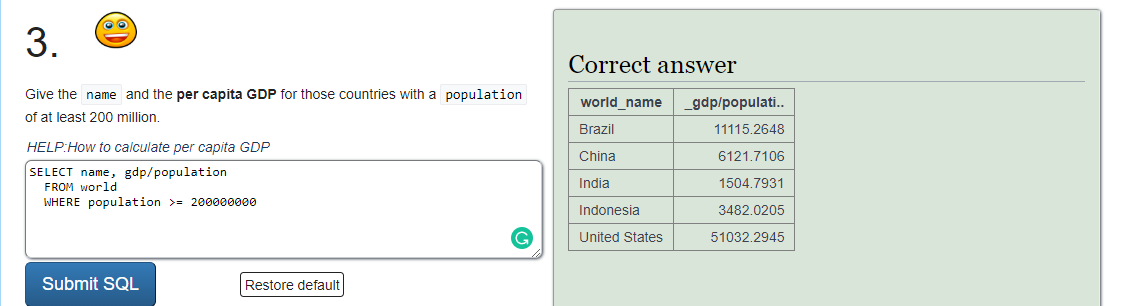 3.
Give the name and the per capita GDP for those countries with a population
of at least 200 million.
HELP:How to calculate per capita GDP
SELECT name, gdp/population
FROM world
WHERE population >= 200000000
Submit SQL
Restore default
Correct answer
world_name _gdp/populati..
Brazil 11115.2648
China 6121.7106
India 1504.7931
Indonesia 3482.0205
United States 51032.2945